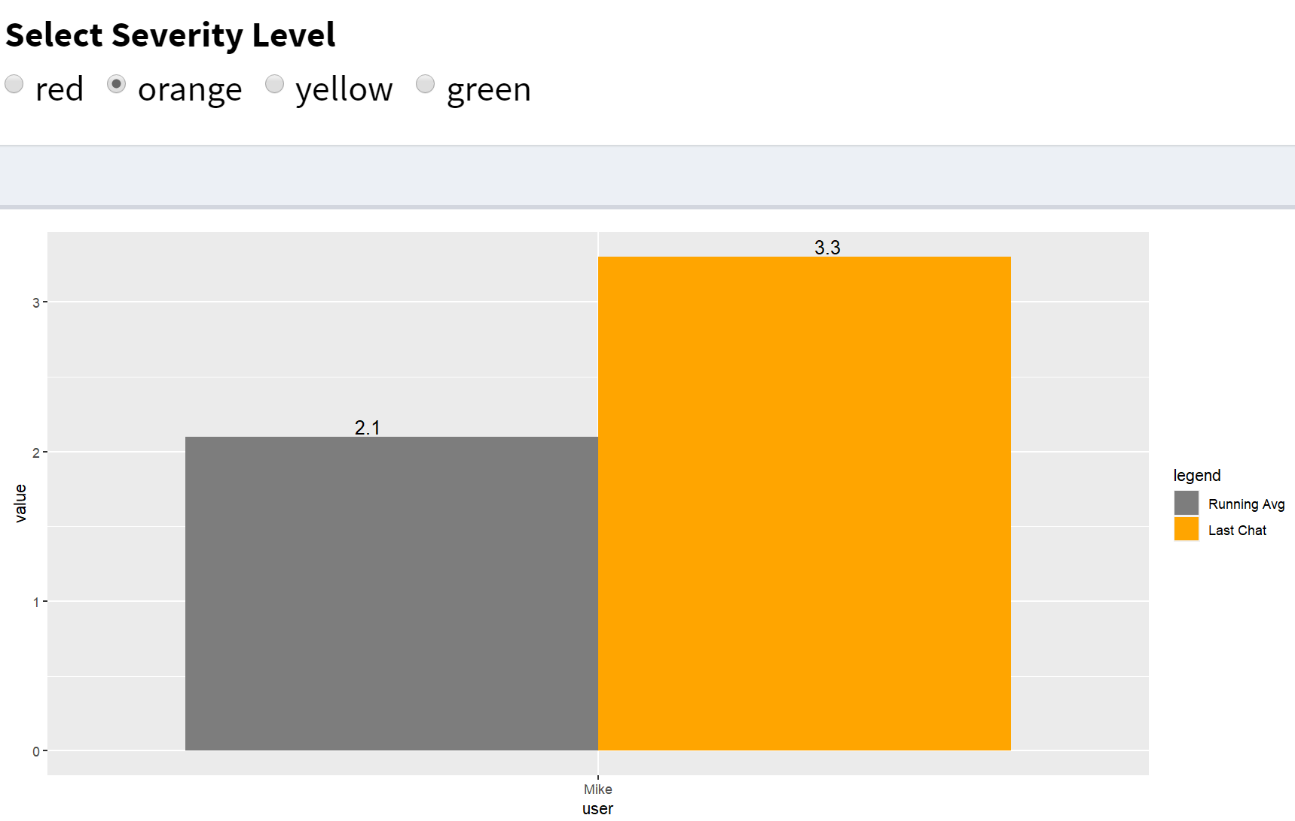 Select Severity Level
red orange yellow green
3.3
3
2.1
2
value
1
0
Mike
user
legend
Running Avg
Last Chat